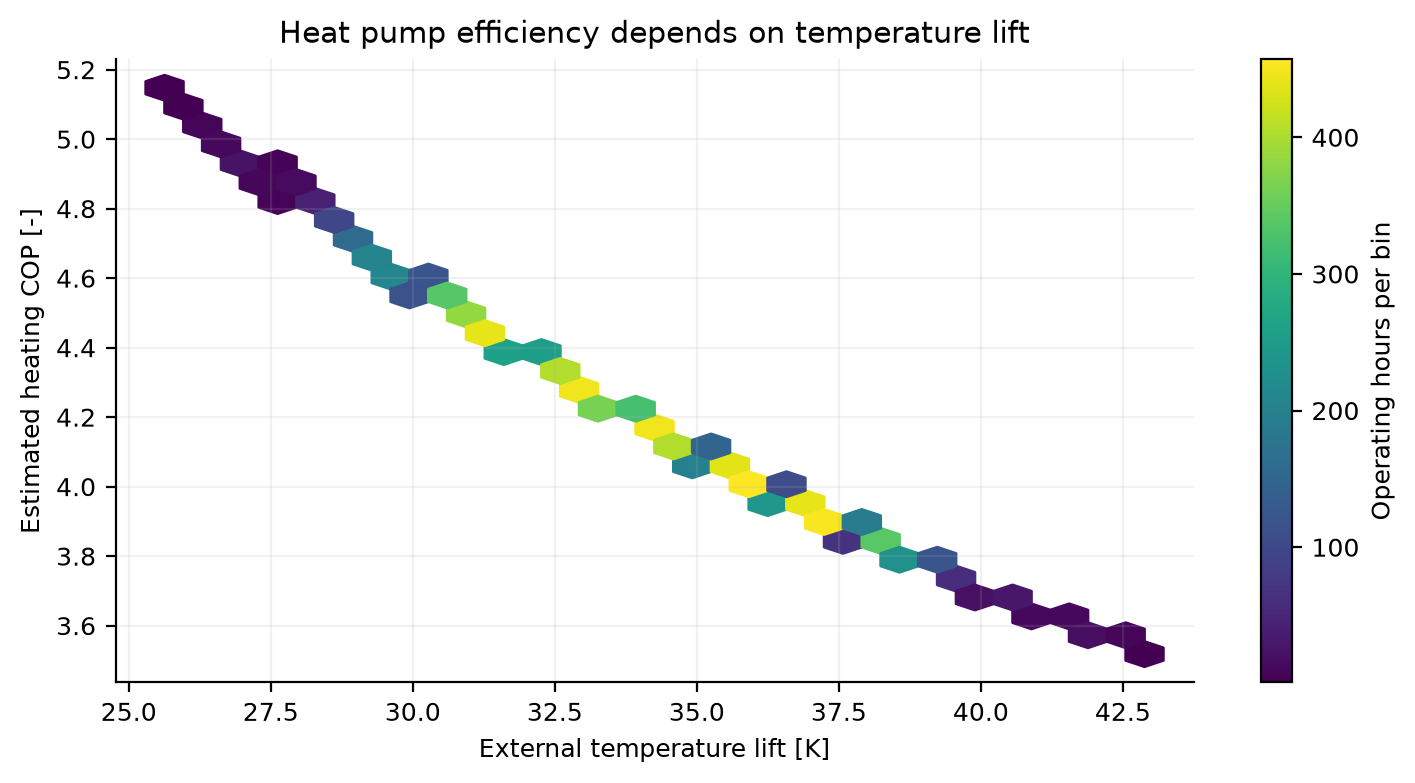 Heat pump efficiency depends on temperature lift
5.2
5.0
4.8
4.6
4.4
4.2
4.0
3.8
3.6
Estimated heating COP [-]
25.0 27.5 30.0 32.5 35.0 37.5 40.0 42.5
External temperature lift [K]
400
300
200
100
Operating hours per bin